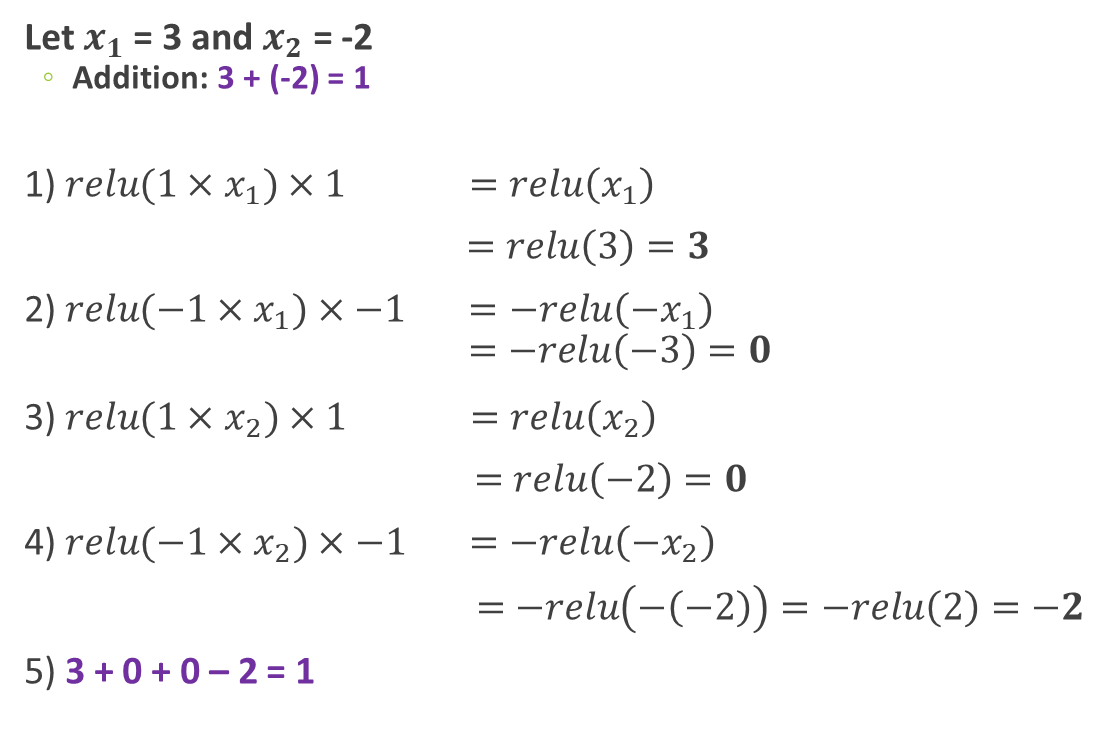 Let x₁ = 3 and x₂ = -2
◦ Addition: 3 + (-2) = 1
1) relu(1 × x₁) × 1 = relu(x₁)
= relu(3) = 3
2) relu(−1 × x₁) × −1 = −relu(−x₁)
= −relu(−3) = 0
3) relu(1 × x₂) × 1 = relu(x₂)
= relu(−2) = 0
4) relu(−1 × x₂) × −1 = −relu(−x₂)
= −relu(−(−2)) = −relu(2) = −2
5) 3 + 0 + 0 – 2 = 1